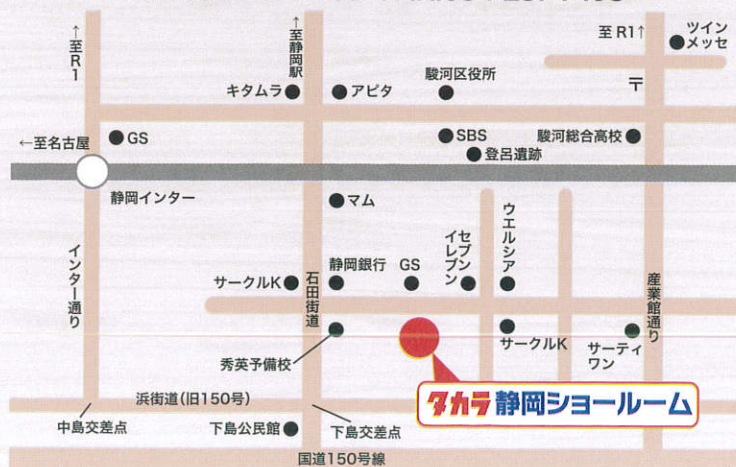 ↑至R1
↑至静岡駅
至 R1↑
ツイン
メッセ
キタムラ
アピタ
駿河区役所
〒
←至名古屋
GS
SBS
駿河総合高校
登呂遺跡
静岡インター
マム
インター通り
サークルK
石田街道
静岡銀行
GS
セブン
イレブン
ウエルシア
産業館通り
秀英予備校
サークルK
サーティ
ワン
タカラ 静岡ショールーム
浜街道(旧150号)
中島交差点
下島公民館
下島交差点
国道150号線